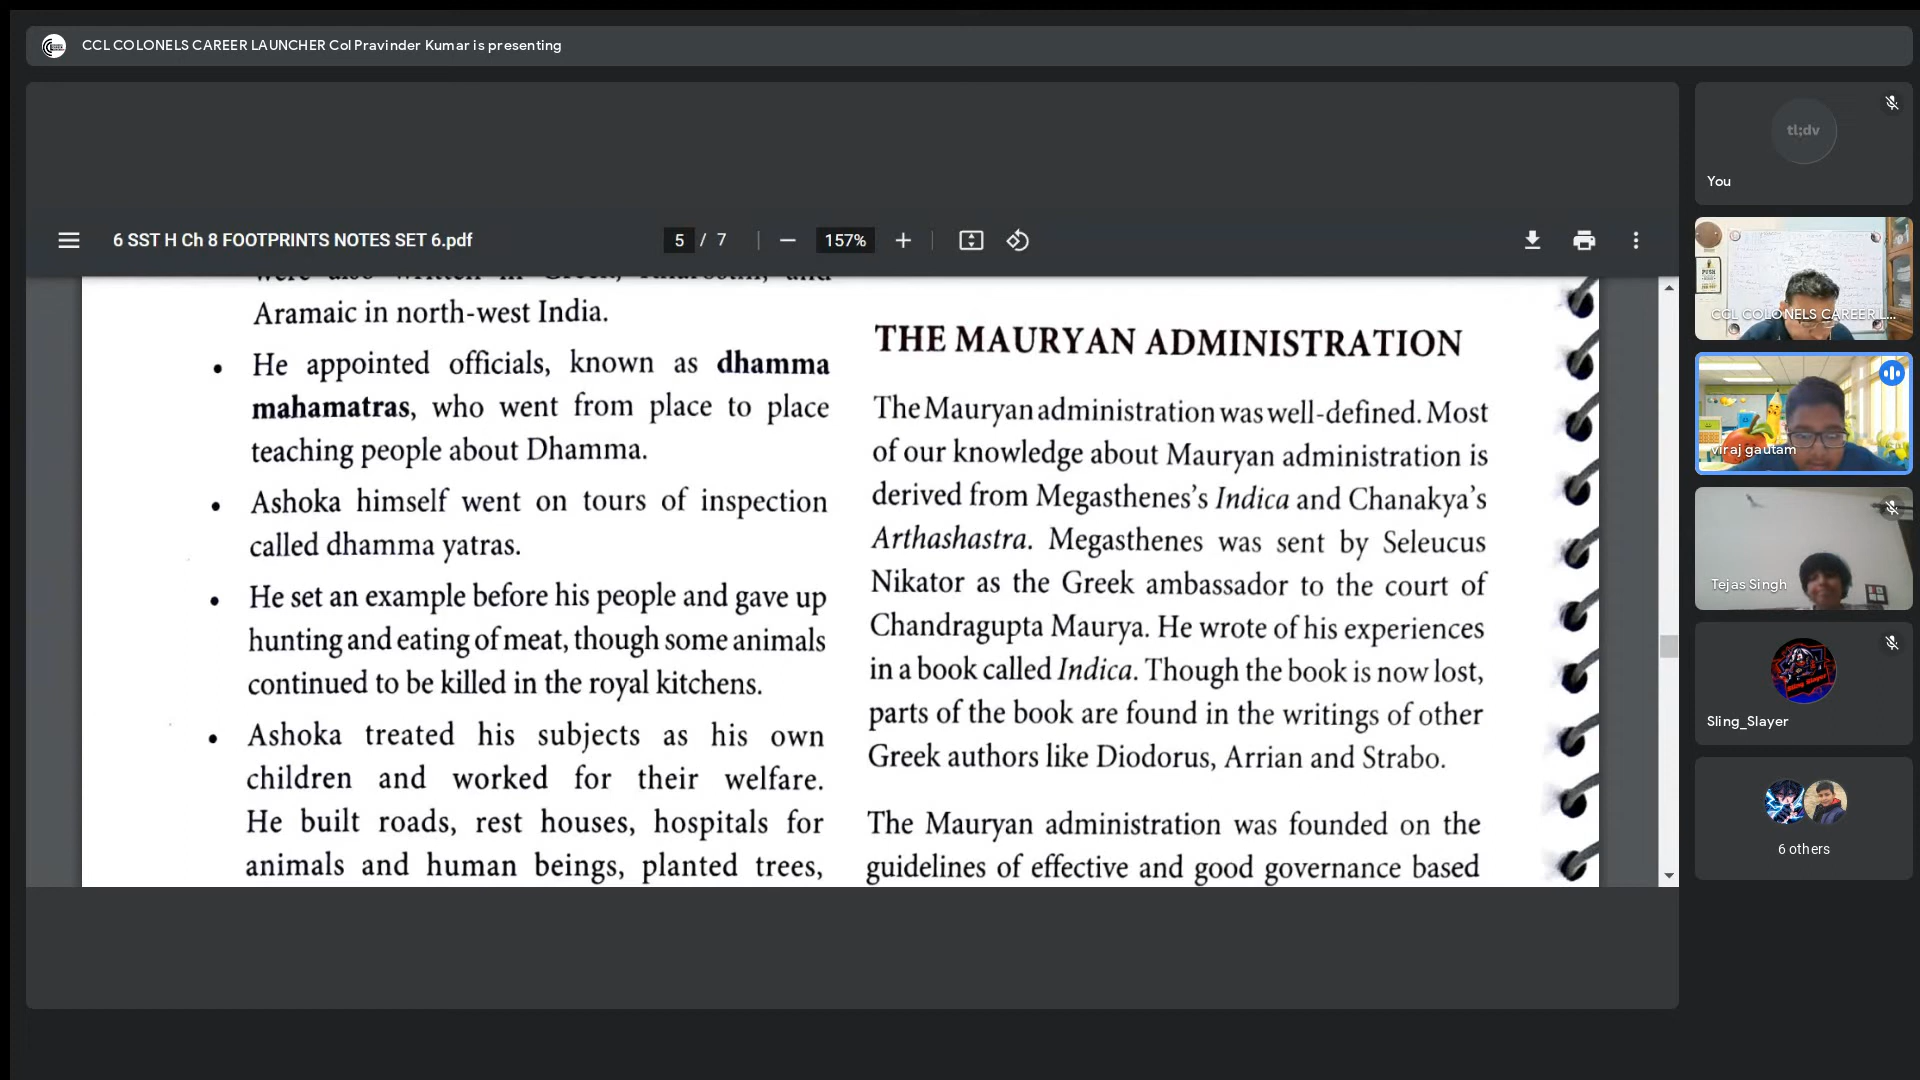 CCL COLONELS CAREER LAUNCHER Col Pravinder Kumar is presenting
6 SST H Ch 8 FOOTPRINTS NOTES SET 6.pdf
5 / 7
157%
were also written in Greek, Kharosthi, and
Aramaic in north-west India.
• He appointed officials, known as dhamma
mahamatras, who went from place to place
teaching people about Dhamma.
• Ashoka himself went on tours of inspection
called dhamma yatras.
• He set an example before his people and gave up
hunting and eating of meat, though some animals
continued to be killed in the royal kitchens.
• Ashoka treated his subjects as his own
children and worked for their welfare.
He built roads, rest houses, hospitals for
animals and human beings, planted trees,
THE MAURYAN ADMINISTRATION
The Mauryan administration was well-defined. Most
of our knowledge about Mauryan administration is
derived from Megasthenes’s Indica and Chanakya’s
Arthashastra. Megasthenes was sent by Seleucus
Nikator as the Greek ambassador to the court of
Chandragupta Maurya. He wrote of his experiences
in a book called Indica. Though the book is now lost,
parts of the book are found in the writings of other
Greek authors like Diodorus, Arrian and Strabo.
The Mauryan administration was founded on the
guidelines of effective and good governance based
tl;dv
You
PUSH
CCL COLONELS CAREER L...
viraj gautam
Tejas Singh
Sling Slayer
Sling_Slayer
6 others